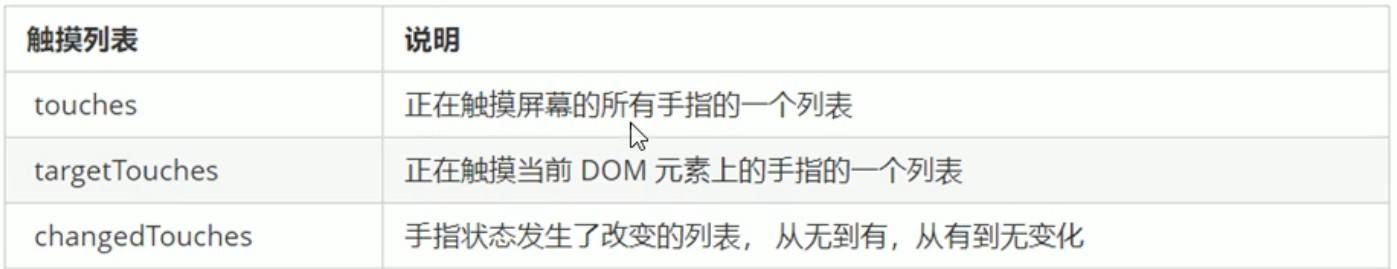 触摸列表 说明
touches 正在触摸屏幕的所有手指的一个列表
targetTouches 正在触摸当前 DOM 元素上的手指的一个列表
changedTouches 手指状态发生了改变的列表， 从无到有，从有到无变化